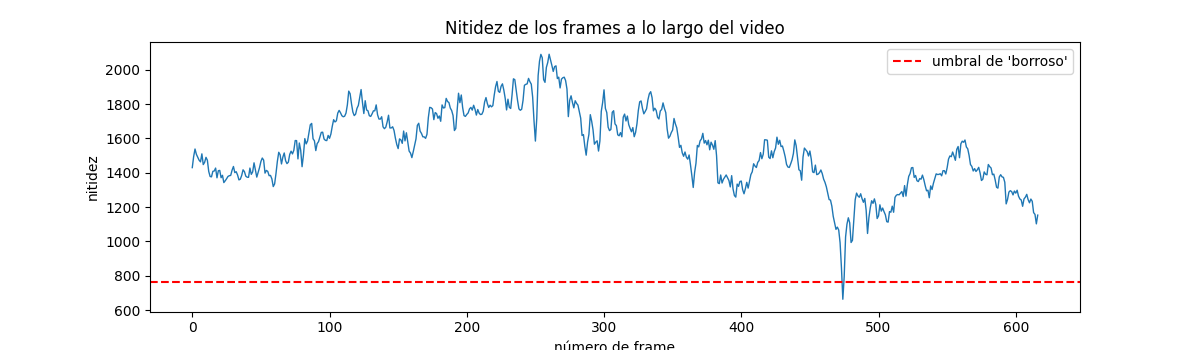 Nitidez de los frames a lo largo del video
umbral de 'borroso'
nitidez
2000
1800
1600
1400
1200
1000
800
600
0 100 200 300 400 500 600
número de frame